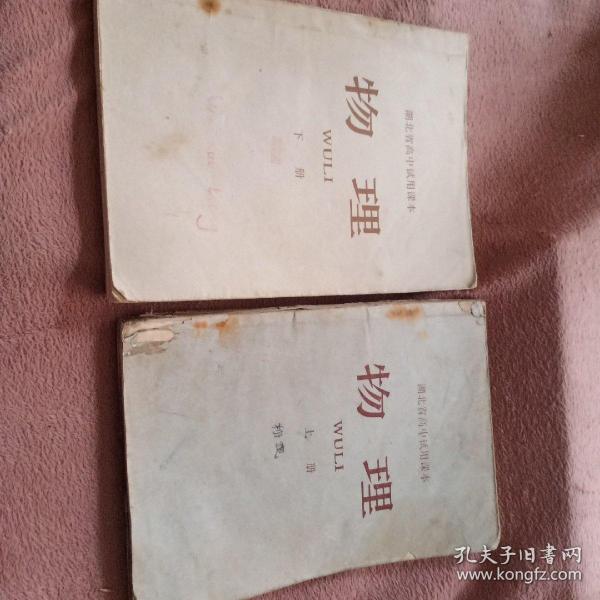 湖北省高中试用课本
物理
WULI
下册
湖北省高中试用课本
物理
WULI
上册
孔夫子旧书网
www.kongfz.com